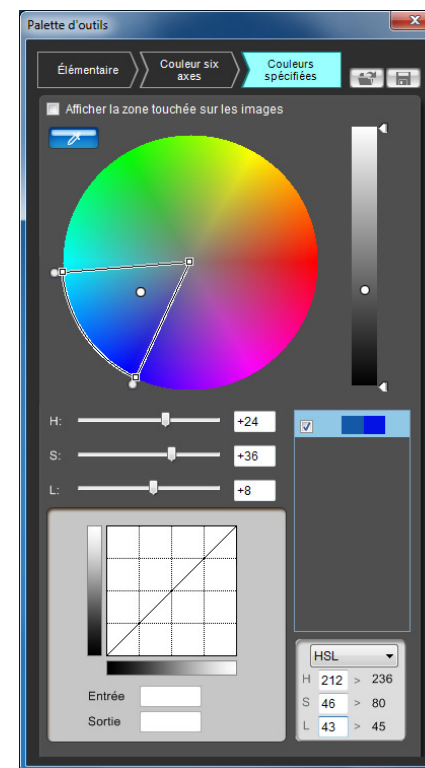 Palette d'outils
Élémentaire
Couleur six
axes
Couleurs
spécifiées
Afficher la zone touchée sur les images
H: +24
S: +36
L: +8
Entrée
Sortie
HSL
H 212 > 236
S 46 > 80
L 43 > 45